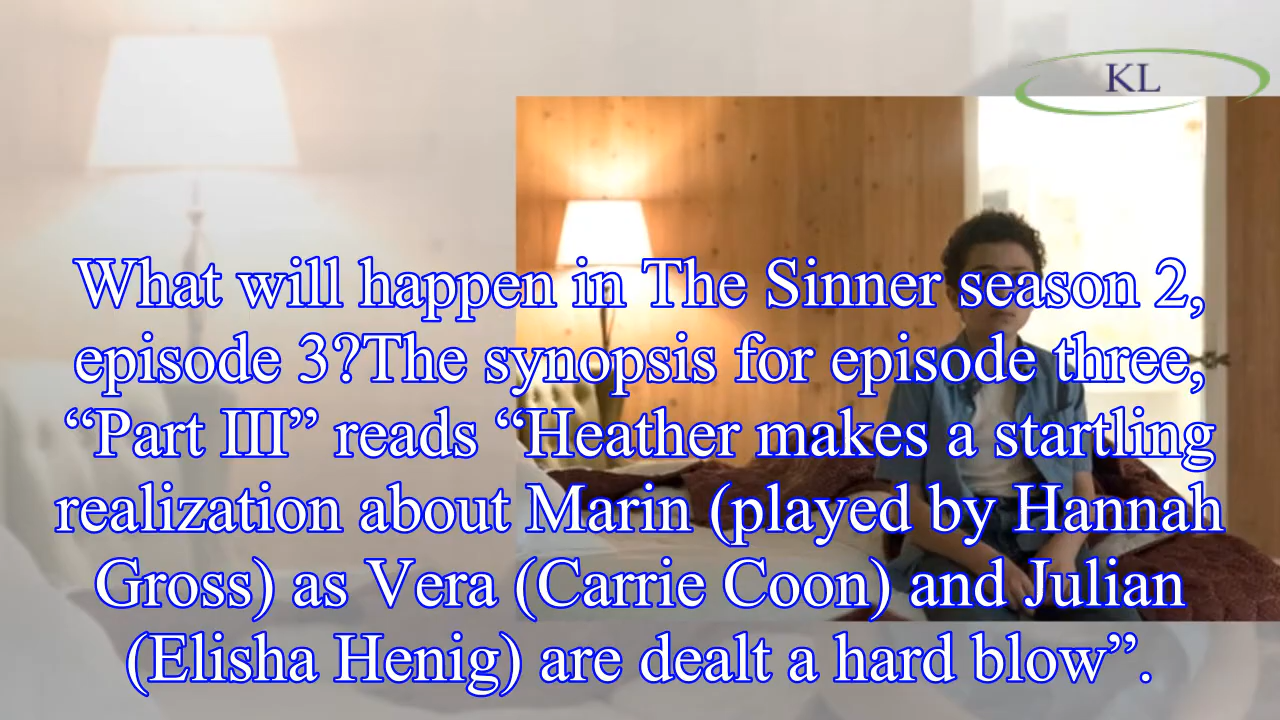 KL
What will happen in The Sinner season 2,
episode 3?The synopsis for episode three,
“Part III” reads “Heather makes a startling
realization about Marin (played by Hannah
Gross) as Vera (Carrie Coon) and Julian
(Elisha Henig) are dealt a hard blow”.